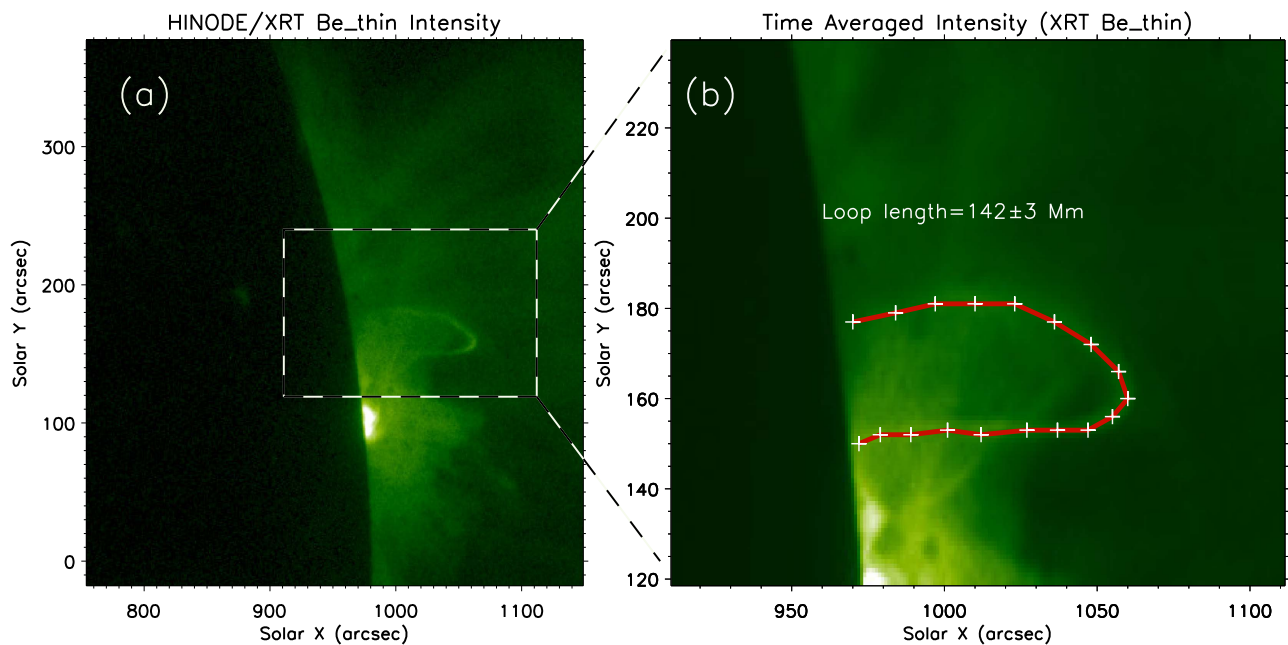 HINODE/XRT Be_thin Intensity
(a)
300
200
100
0
800 900 1000 1100
Solar X (arcsec)
Solar Y (arcsec)
Time Averaged Intensity (XRT Be_thin)
(b)
Loop length=142±3 Mm
220
200
180
160
140
120
950 1000 1050 1100
Solar X (arcsec)
Solar Y (arcsec)